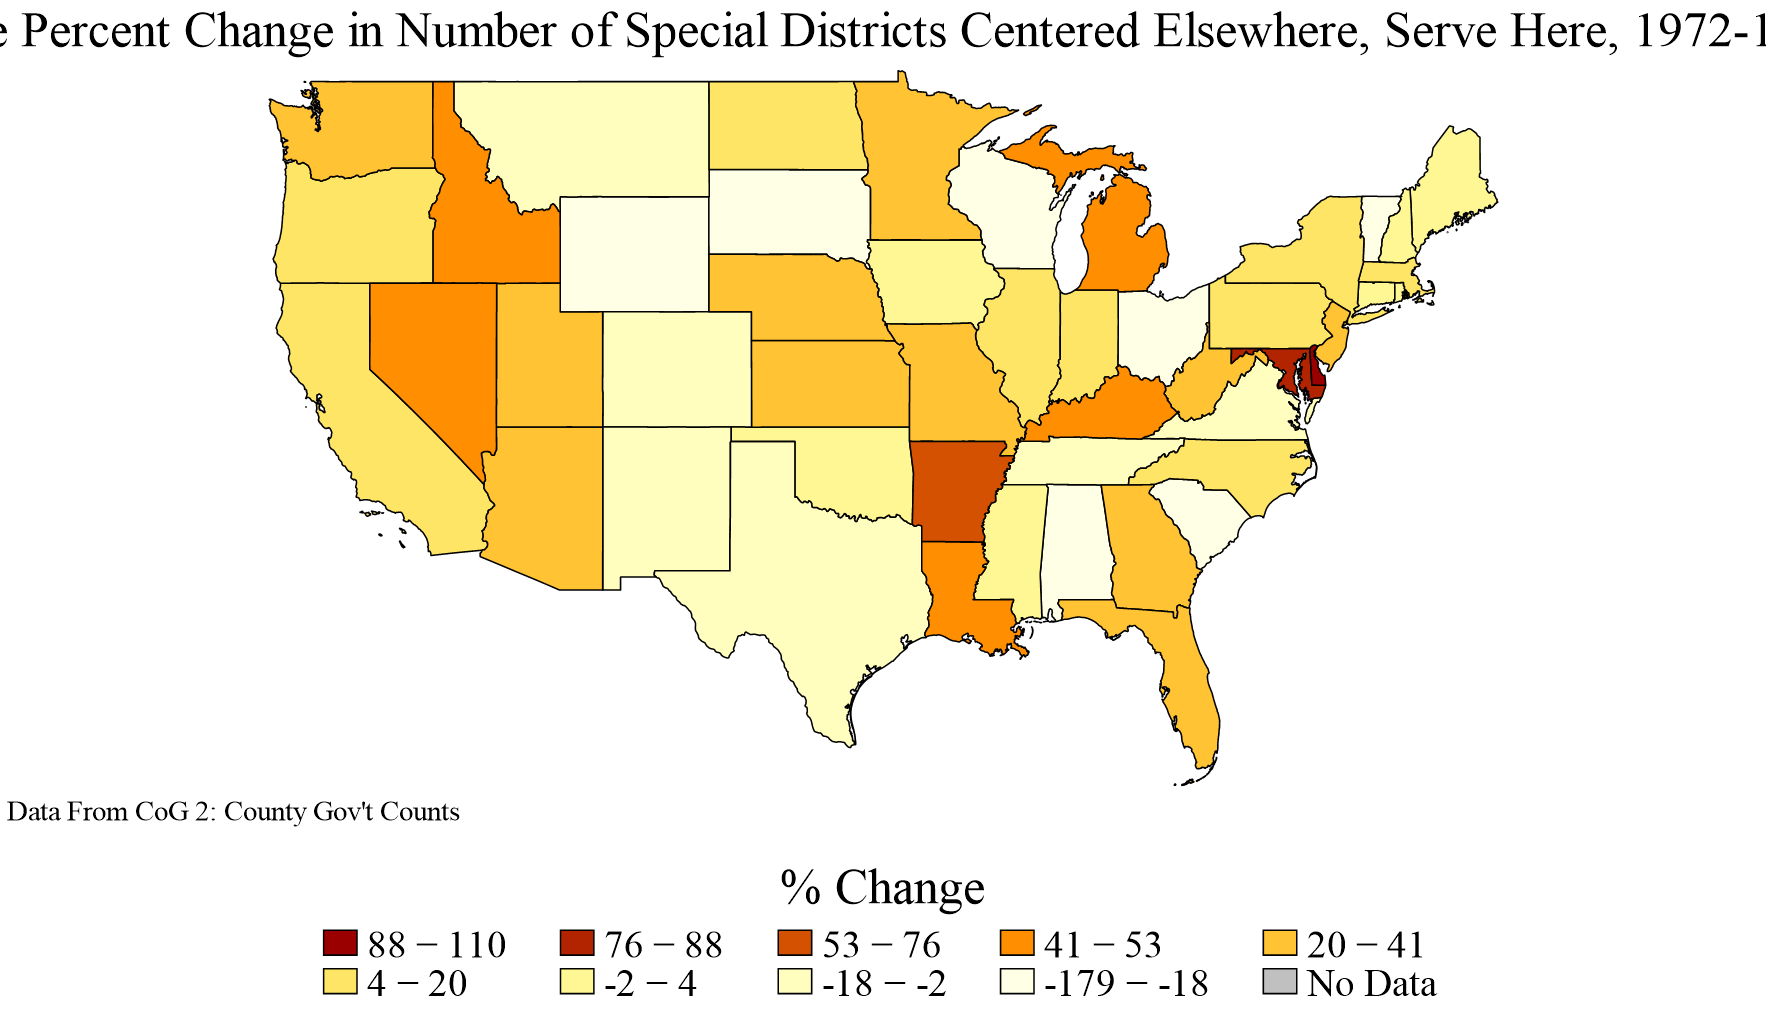 e Percent Change in Number of Special Districts Centered Elsewhere, Serve Here, 1972-1
Data From CoG 2: County Gov't Counts
% Change
88 − 110 76 − 88 53 − 76 41 − 53 20 − 41
4 − 20 -2 − 4 -18 − -2 -179 − -18 No Data